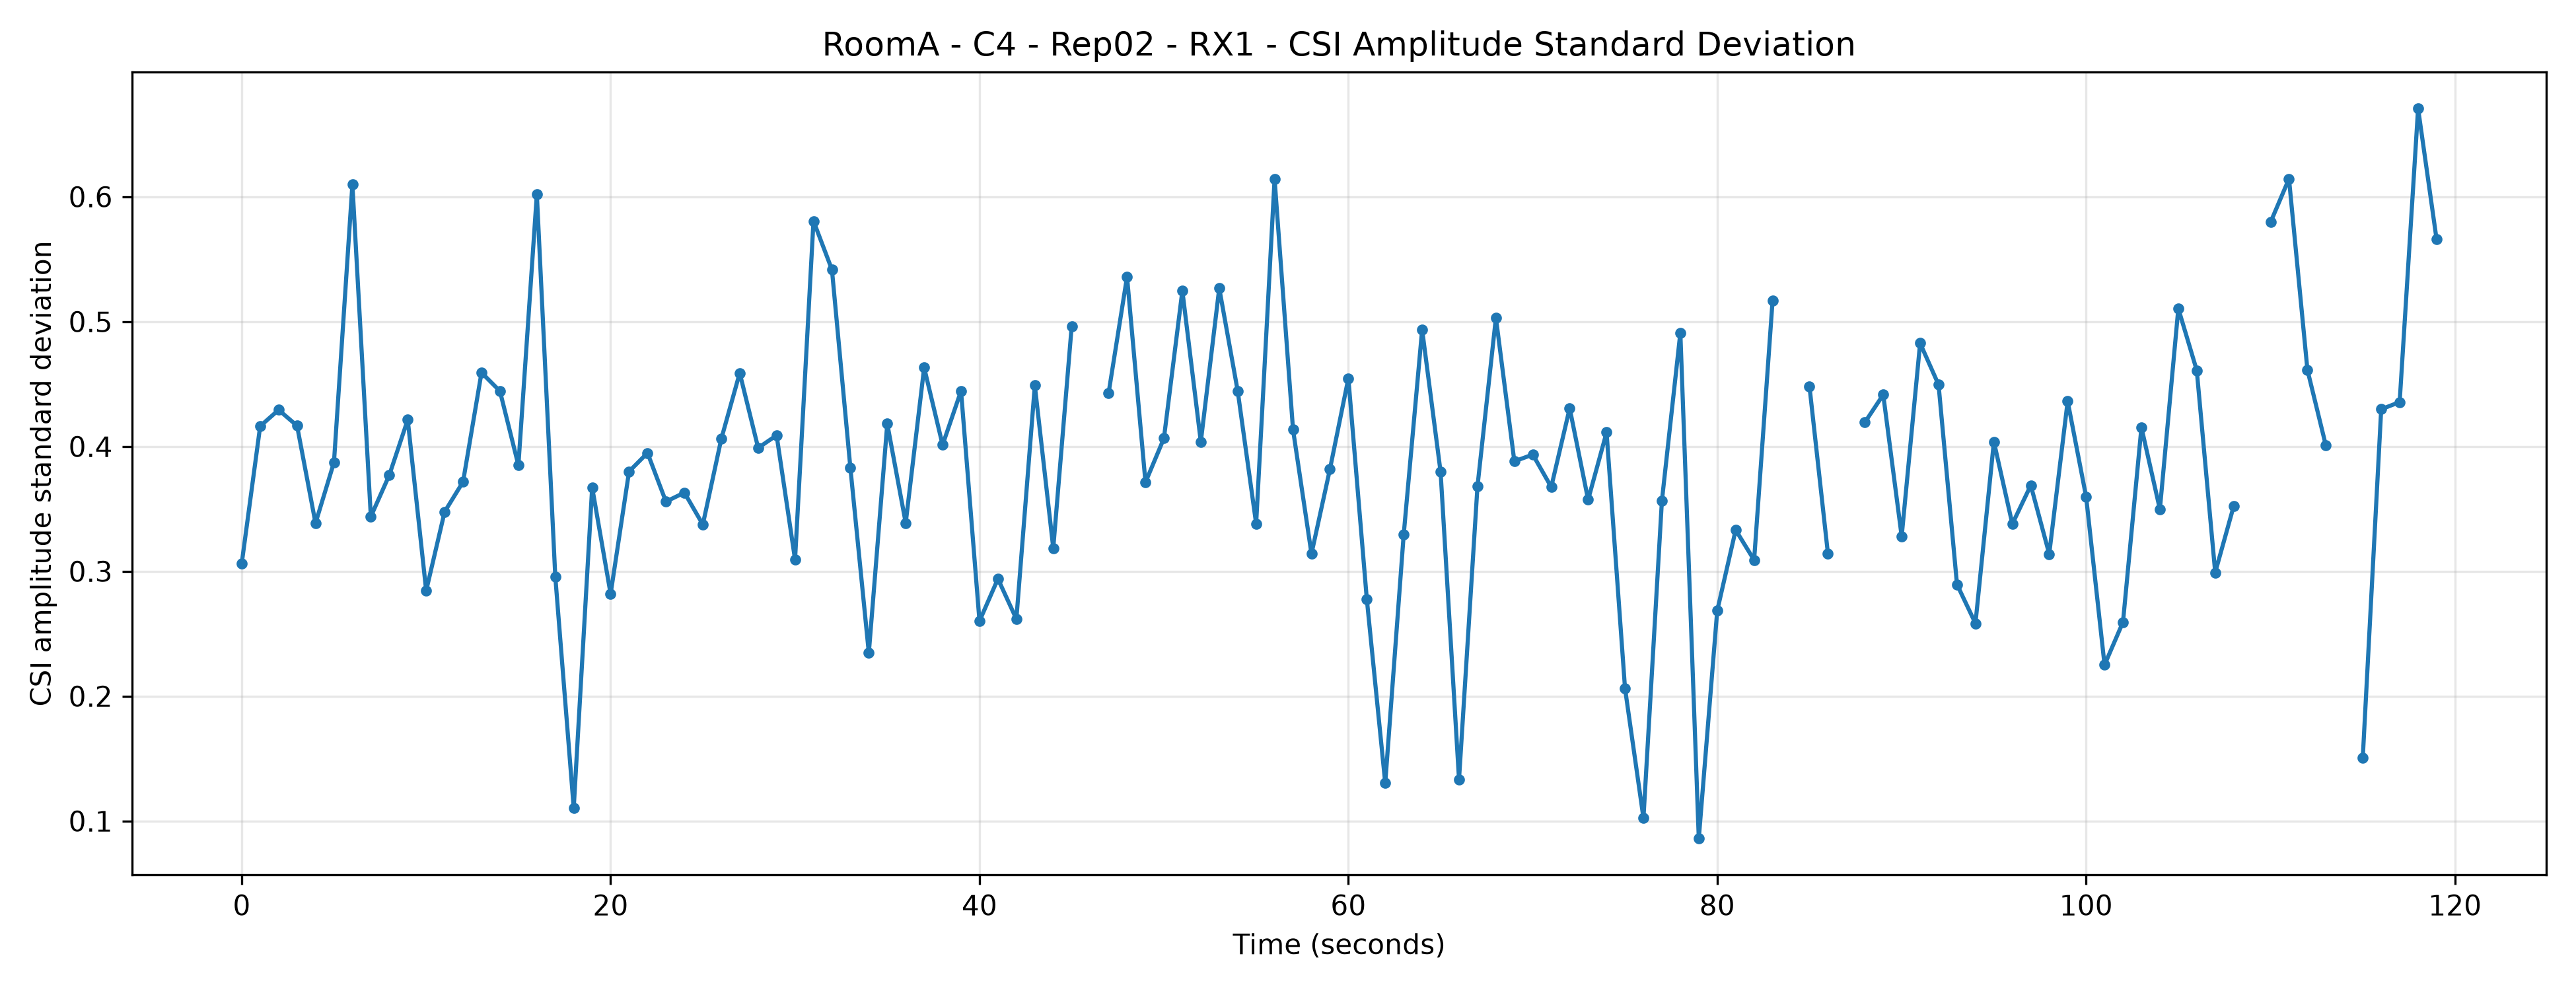 RoomA - C4 - Rep02 - RX1 - CSI Amplitude Standard Deviation
CSI amplitude standard deviation
0.6
0.5
0.4
0.3
0.2
0.1
0 20 40 60 80 100 120
Time (seconds)